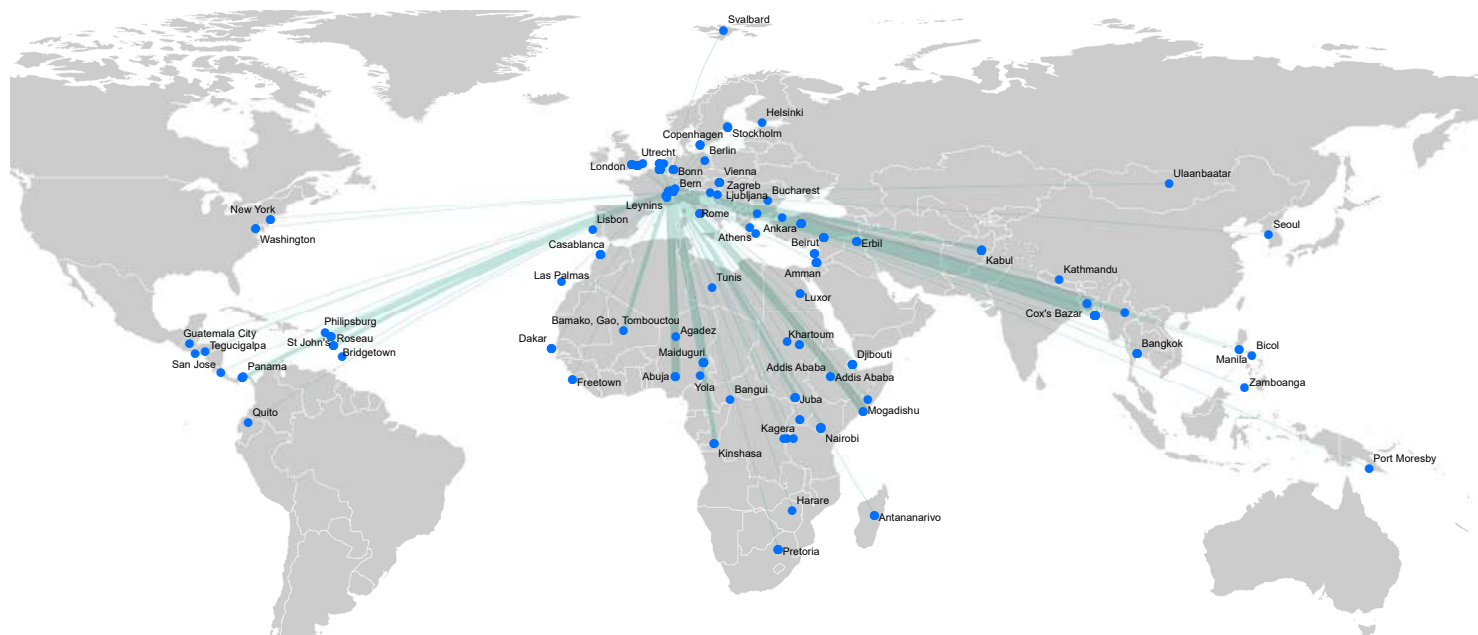 Svalbard
Helsinki
Copenhagen
Stockholm
Utrecht
Berlin
London
Bonn
Vienna
Bern
Zagreb
Bucharest
Ljubljana
Ulaanbaatar
Leynins
New York
Lisbon
Rome
Washington
Ankara
Seoul
Athens
Beirut
Erbil
Casablanca
Kabul
Amman
Kathmandu
Las Palmas
Tunis
Luxor
Cox's Bazar
Philipsburg
Bamako, Gao, Tombouctou
Agadez
Khartoum
Guatemala City
St John's
Roseau
Dakar
Tegucigalpa
Bridgetown
Maiduguri
Djibouti
Bangkok
Bicol
Manila
San Jose
Panama
Addis Ababa
Addis Ababa
Abuja
Freetown
Yola
Bangui
Zamboanga
Juba
Quito
Mogadishu
Kagera
Nairobi
Kinshasa
Port Moresby
Harare
Antananarivo
Pretoria